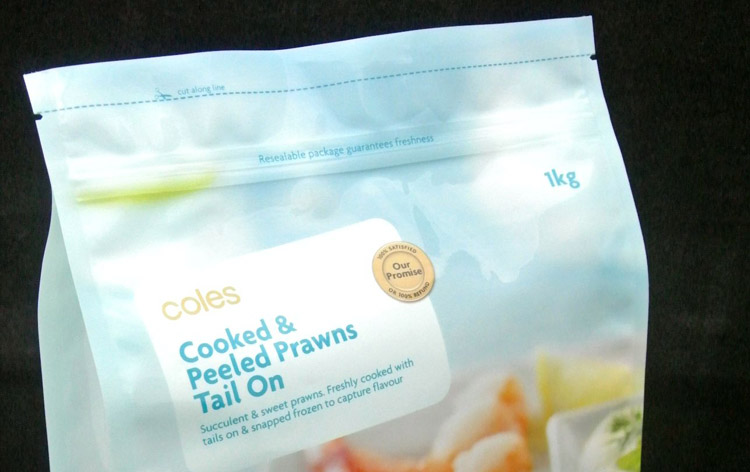 cut along line
Resealable package guarantees freshness
1kg
100% SATISFIED
Our
Promise
OR 100% REFUND
coles
Cooked &
Peeled Prawns
Tail On
Succulent & sweet prawns. Freshly cooked with
tails on & snapped frozen to capture flavour